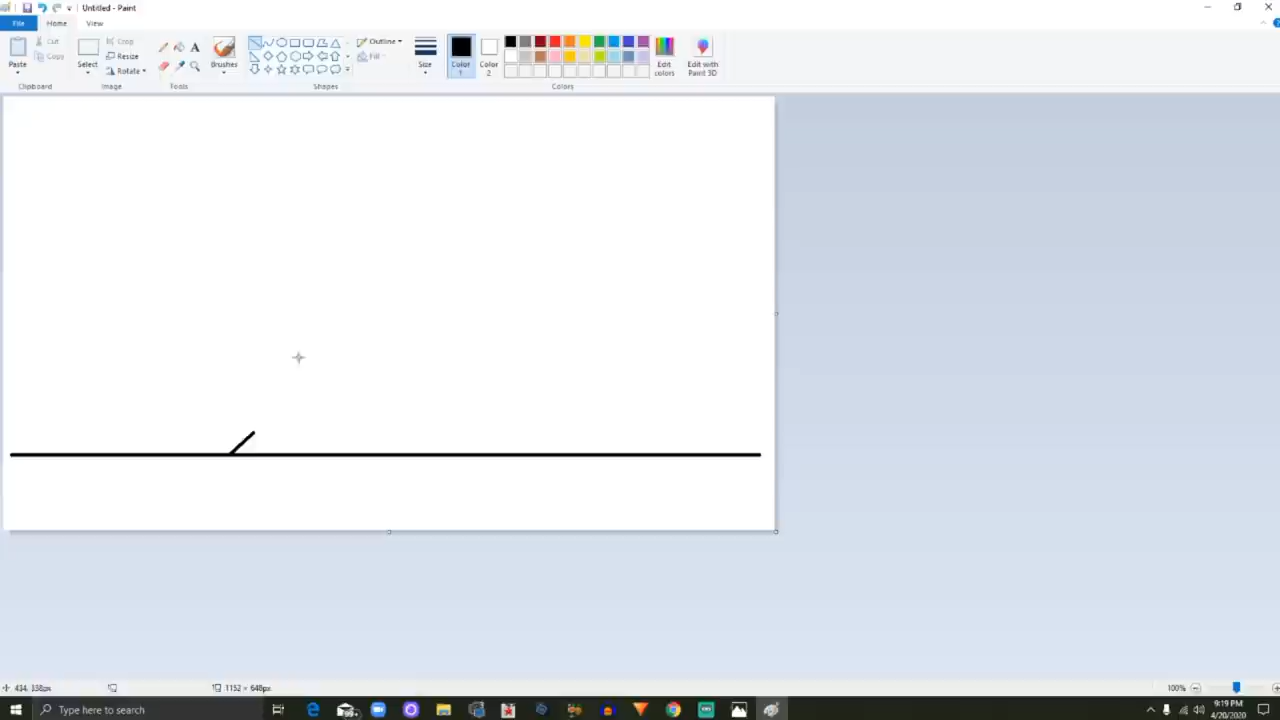 Untitled - Paint
File Home View
Paste Cut Copy
Select Crop Resize Rotate
Brushes
Outline Fill
Size
Color 1
Color 2
Edit colors
Edit with Paint 3D
Clipboard Image Tools Shapes Colors
434, 338px 1152 × 648px 100%
Type here to search
9:19 PM
4/20/2020